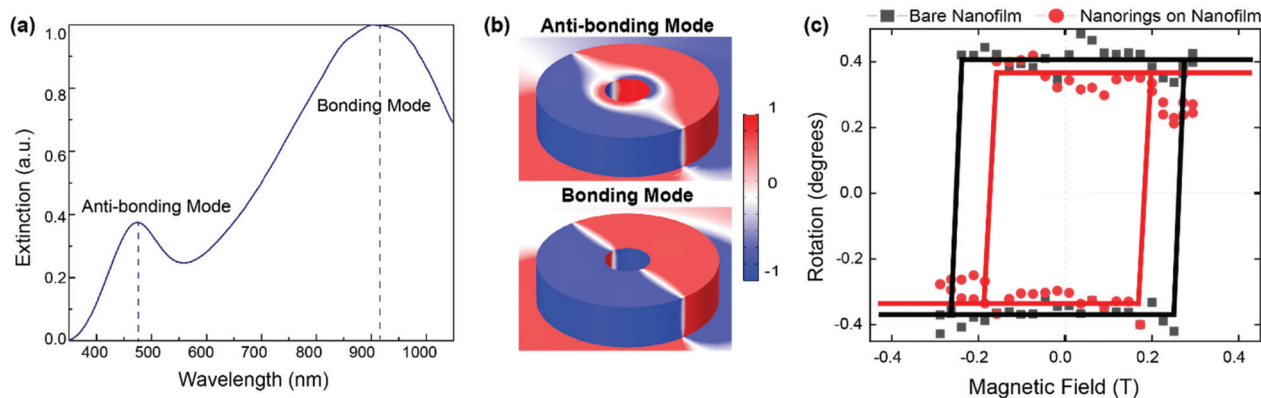 (a)
1.0
0.8
0.6
0.4
0.2
0.0
Extinction (a.u.)
Anti-bonding Mode
Bonding Mode
400
500
600
700
800
900
1000
Wavelength (nm)
(b)
Anti-bonding Mode
Bonding Mode
1
0
-1
(c)
Bare Nanofilm
Nanorings on Nanofilm
0.4
0.2
0.0
-0.2
-0.4
Rotation (degrees)
-0.4
-0.2
0.0
0.2
0.4
Magnetic Field (T)